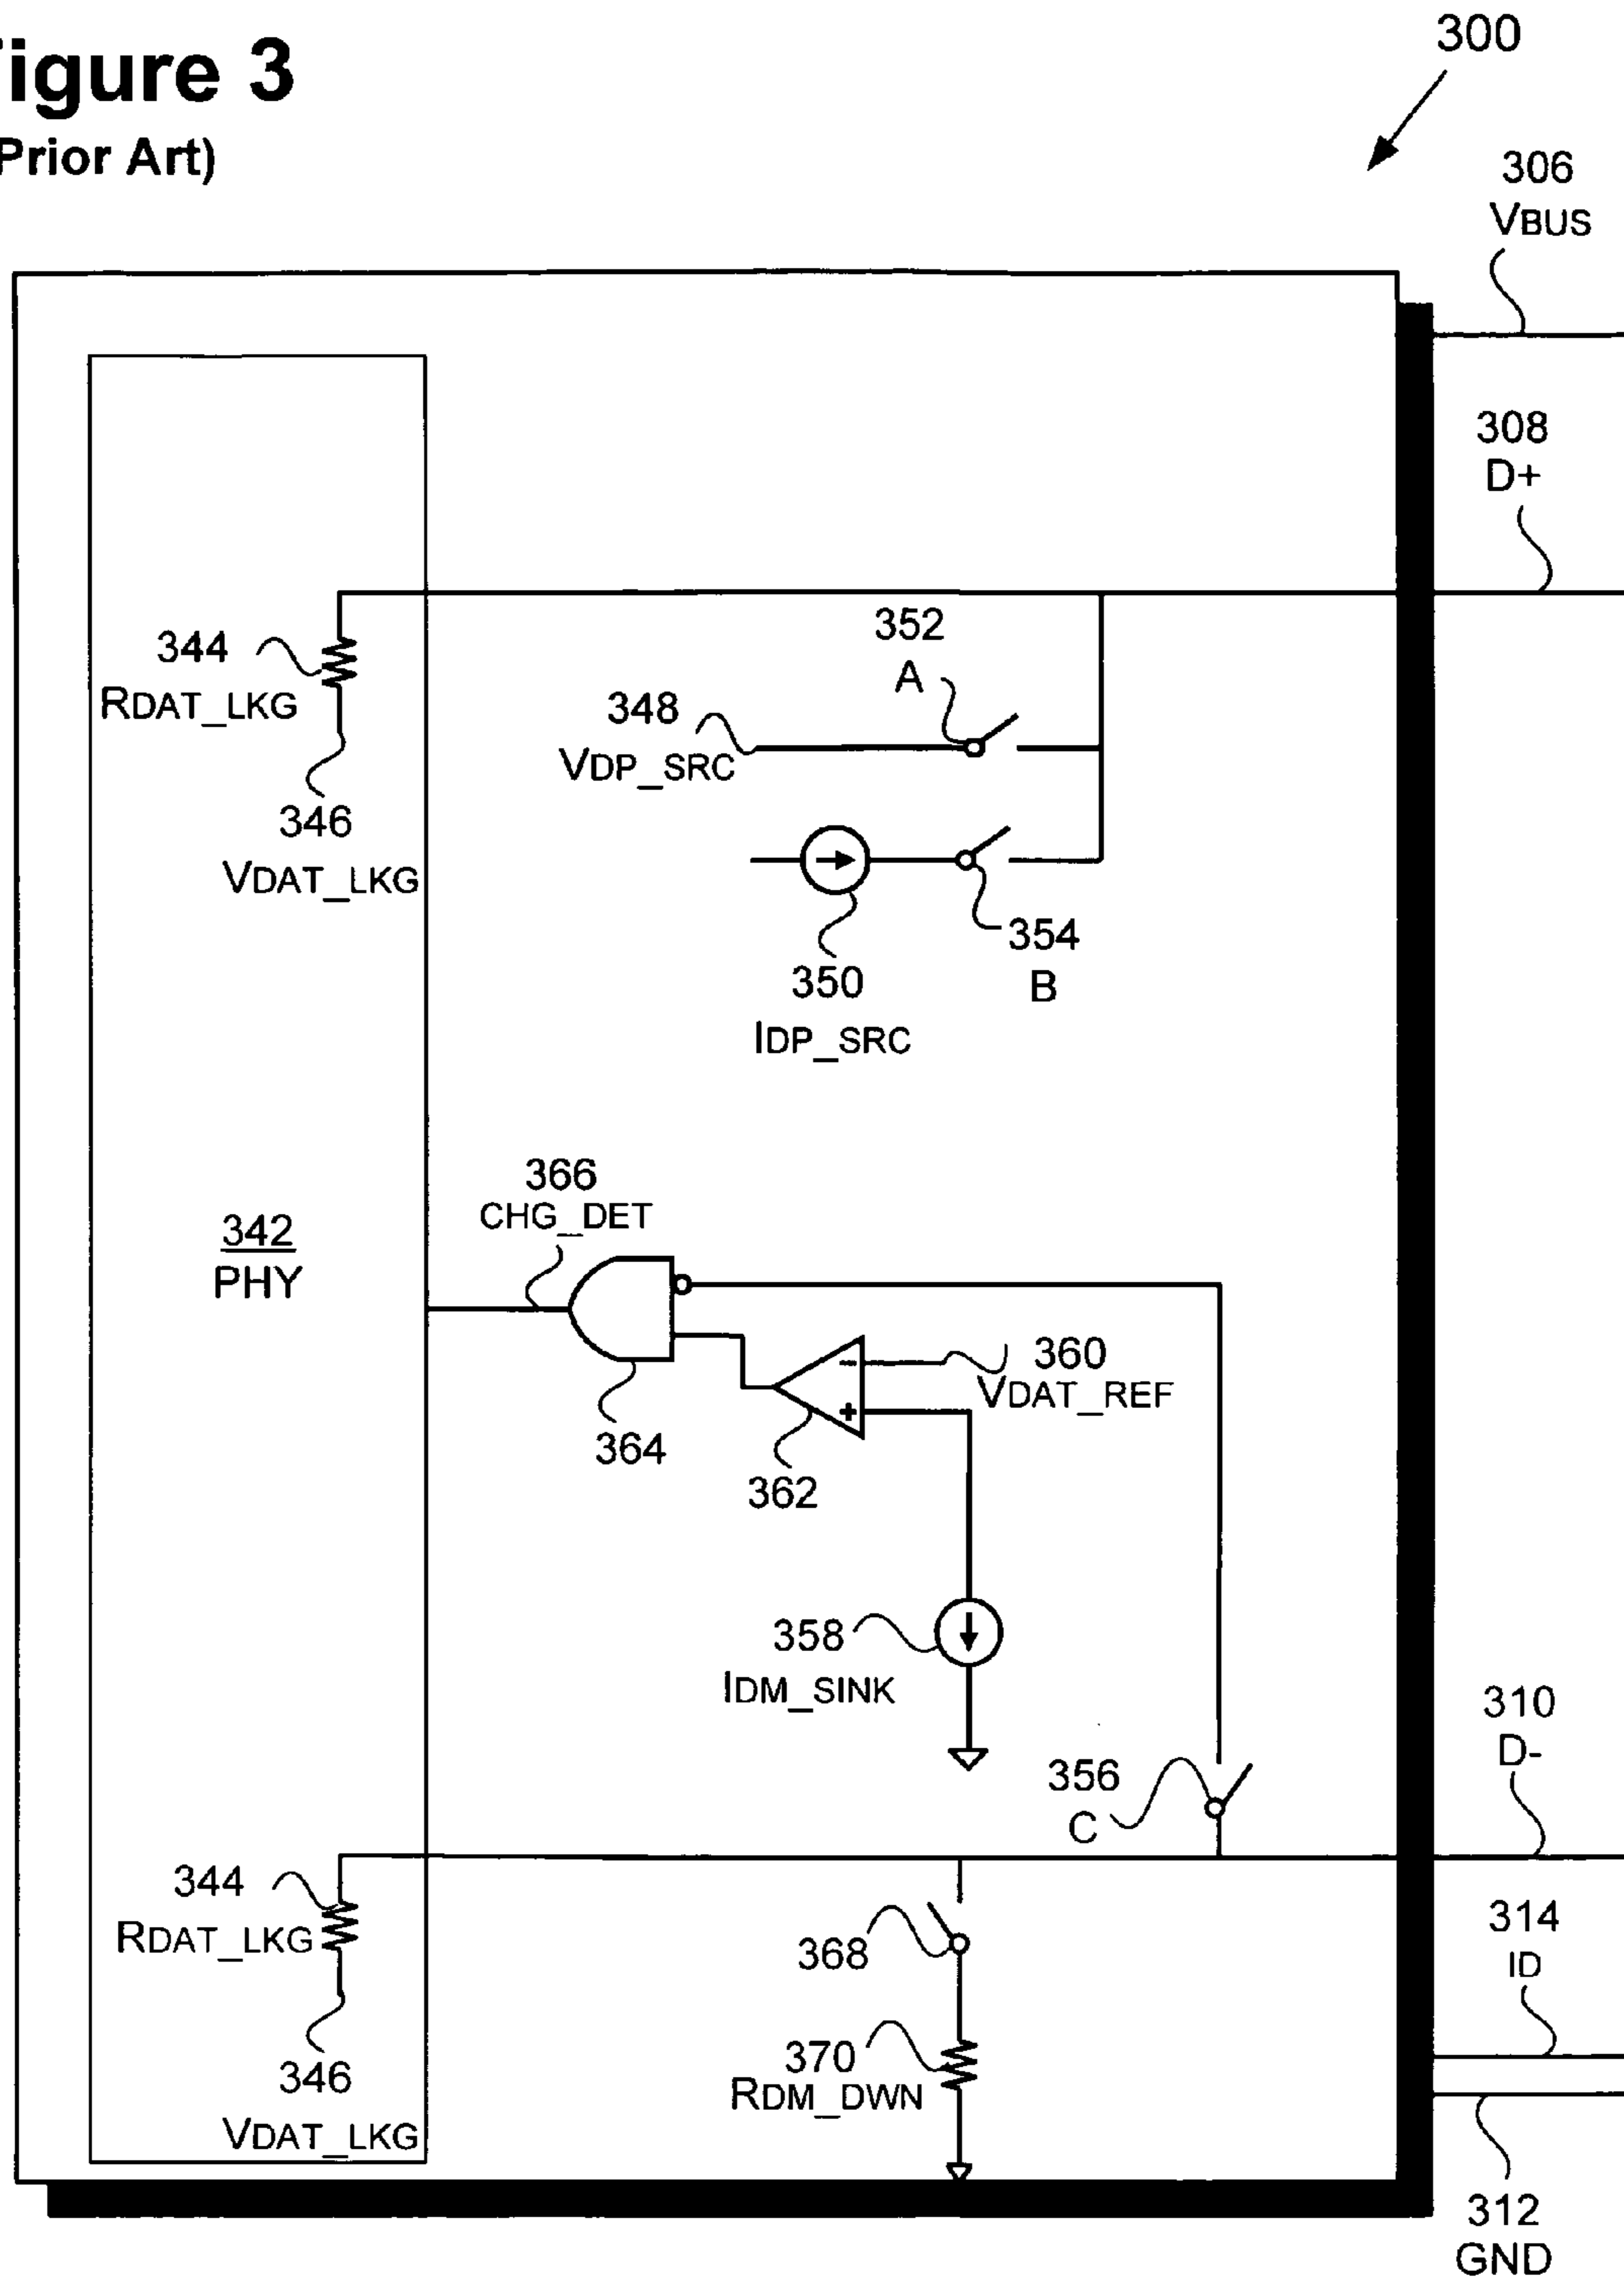 igure 3
Prior Art)
300
306
VBUS
308
D+
352
A
344
RDAT_LKG
348
VDP_SRC
346
VDAT_LKG
354
B
350
IDP_SRC
366
CHG_DET
342
PHY
360
VDAT_REF
364
362
358
IDM_SINK
310
D-
356
C
344
RDAT_LKG
314
ID
368
346
VDAT_LKG
370
RDM_DWN
312
GND